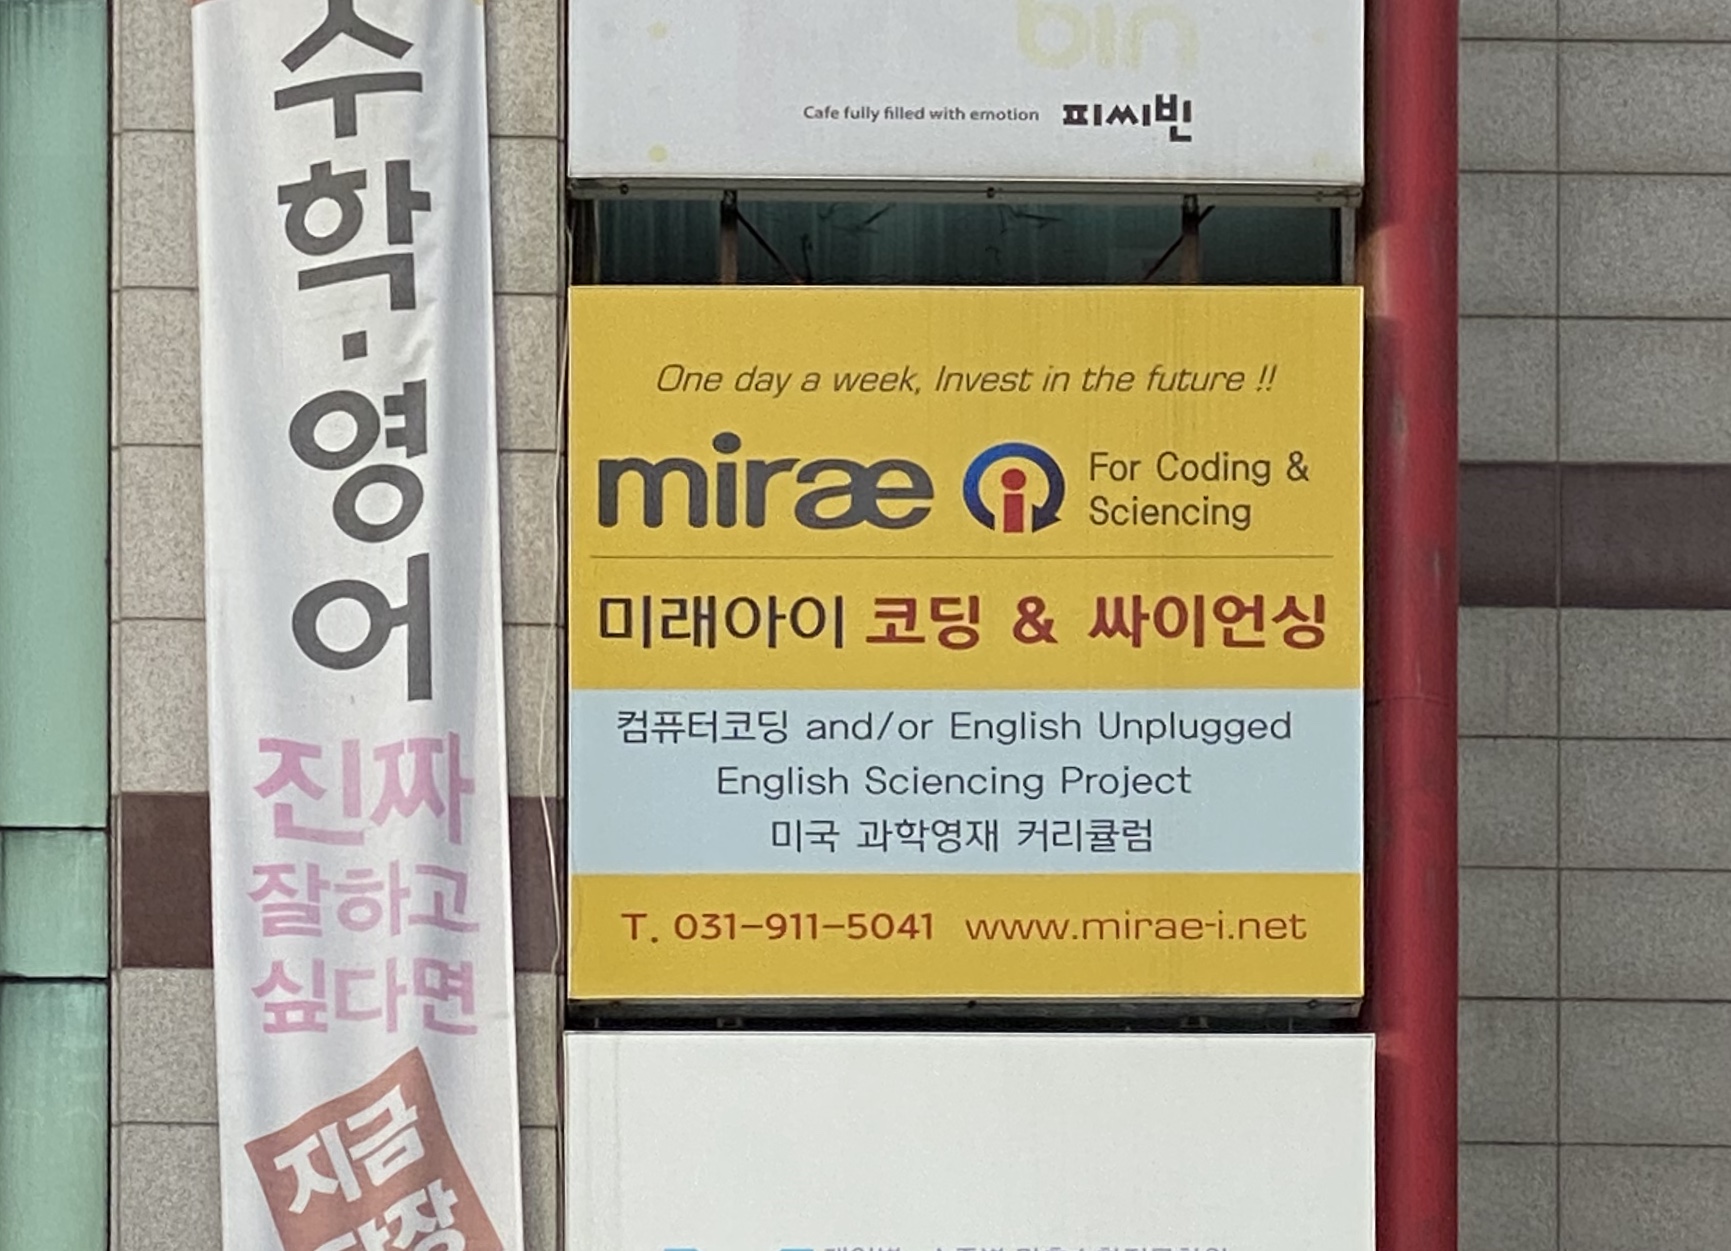 수학·영어
진짜
잘하고
싶다면
지금
당장
bin
Cafe fully filled with emotion 피씨빈
One day a week, Invest in the future !!
mirae i For Coding &
Sciencing
미래아이 코딩 & 싸이언싱
컴퓨터코딩 and/or English Unplugged
English Sciencing Project
미국 과학영재 커리큘럼
T. 031-911-5041 www.mirae-i.net